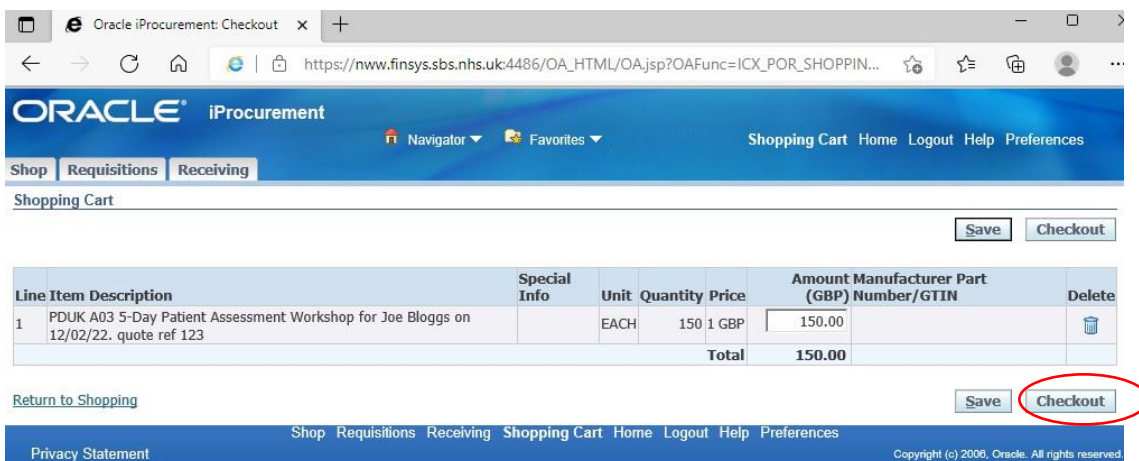 Oracle iProcurement: Checkout
https://nww.finsys.sbs.nhs.uk:4486/OA_HTML/OA.jsp?OAFunc=ICX_POR_SHOPPIN...
ORACLE® iProcurement
Navigator Favorites Shopping Cart Home Logout Help Preferences
Shop Requisitions Receiving
Shopping Cart
Save Checkout
Line Item Description Special Info Unit Quantity Price Amount (GBP) Manufacturer Part Number/GTIN Delete
1 PDUK A03 5-Day Patient Assessment Workshop for Joe Bloggs on EACH 150 1 GBP 150.00
12/02/22. quote ref 123
Total 150.00
Return to Shopping Save Checkout
Shop Requisitions Receiving Shopping Cart Home Logout Help Preferences
Privacy Statement Copyright (c) 2006, Oracle. All rights reserved.